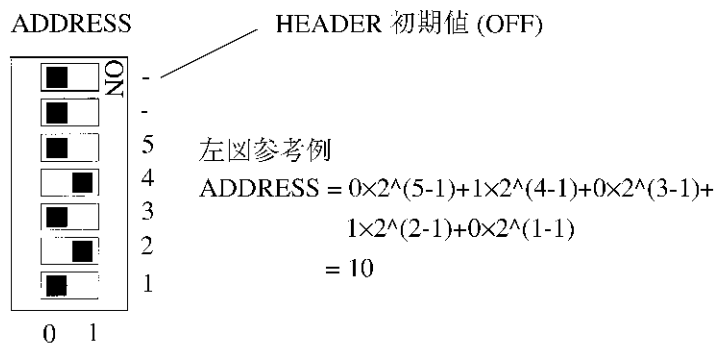 ADDRESS
HEADER 初期値 (OFF)
ON
-
-
5
4
3
2
1
0 1
左図参考例
ADDRESS = 0×2^(5-1)+1×2^(4-1)+0×2^(3-1)+
1×2^(2-1)+0×2^(1-1)
= 10